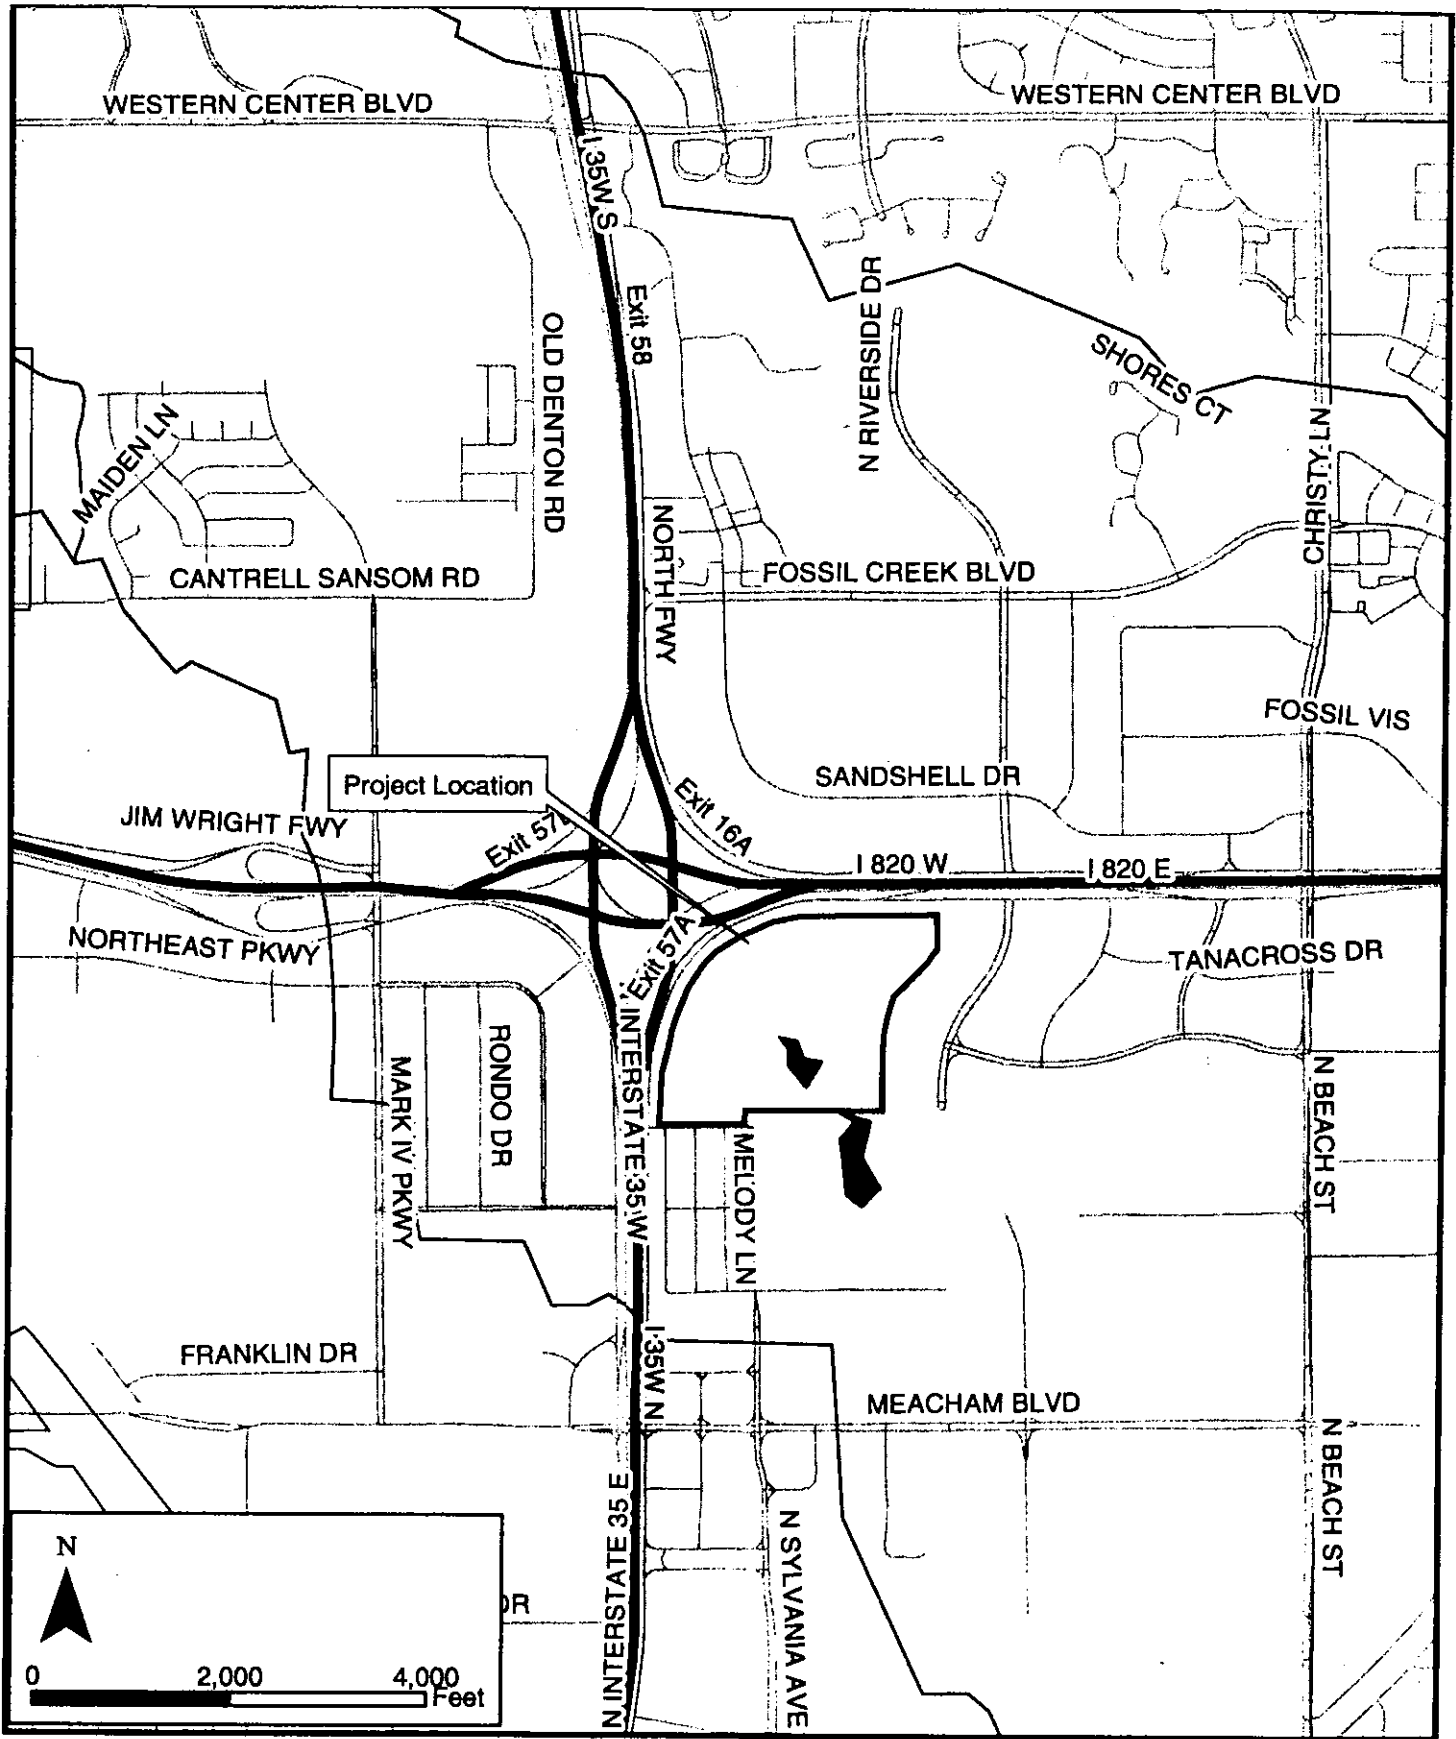 WESTERN CENTER BLVD
WESTERN CENTER BLVD
I 35W S
Exit 58
OLD DENTON RD
N RIVERSIDE DR
SHORES CT
CHRISTY LN
MAIDEN LN
NORTH FWY
CANTRELL SANSOM RD
FOSSIL CREEK BLVD
FOSSIL VIS
Project Location
SANDSHELL DR
JIM WRIGHT FWY
Exit 16A
I 820 W
I 820 E
NORTHEAST PKWY
Exit 57A
TANACROSS DR
INTERSTATE 35W
RONDO DR
MARK IV PKWY
MELODY LN
N BEACH ST
FRANKLIN DR
I 35W N
MEACHAM BLVD
N BEACH ST
N INTERSTATE 35 E
N SYLVANIA AVE
DR
N
0 2,000 4,000
Feet